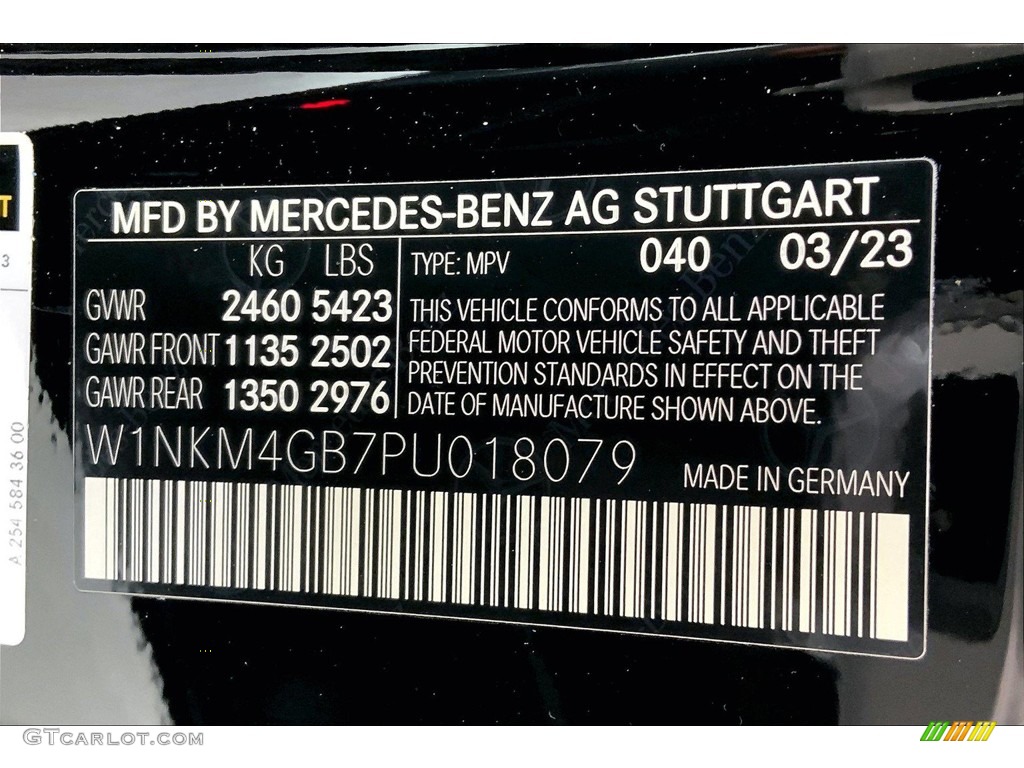 MFD BY MERCEDES-BENZ AG STUTTGART
KG LBS
GVWR 2460 5423
GAWR FRONT 1135 2502
GAWR REAR 1350 2976
TYPE: MPV 040 03/23
THIS VEHICLE CONFORMS TO ALL APPLICABLE
FEDERAL MOTOR VEHICLE SAFETY AND THEFT
PREVENTION STANDARDS IN EFFECT ON THE
DATE OF MANUFACTURE SHOWN ABOVE.
W1NKM4GB7PU018079
MADE IN GERMANY
T
3
A 254 584 36 00
GTCARLOT.COM